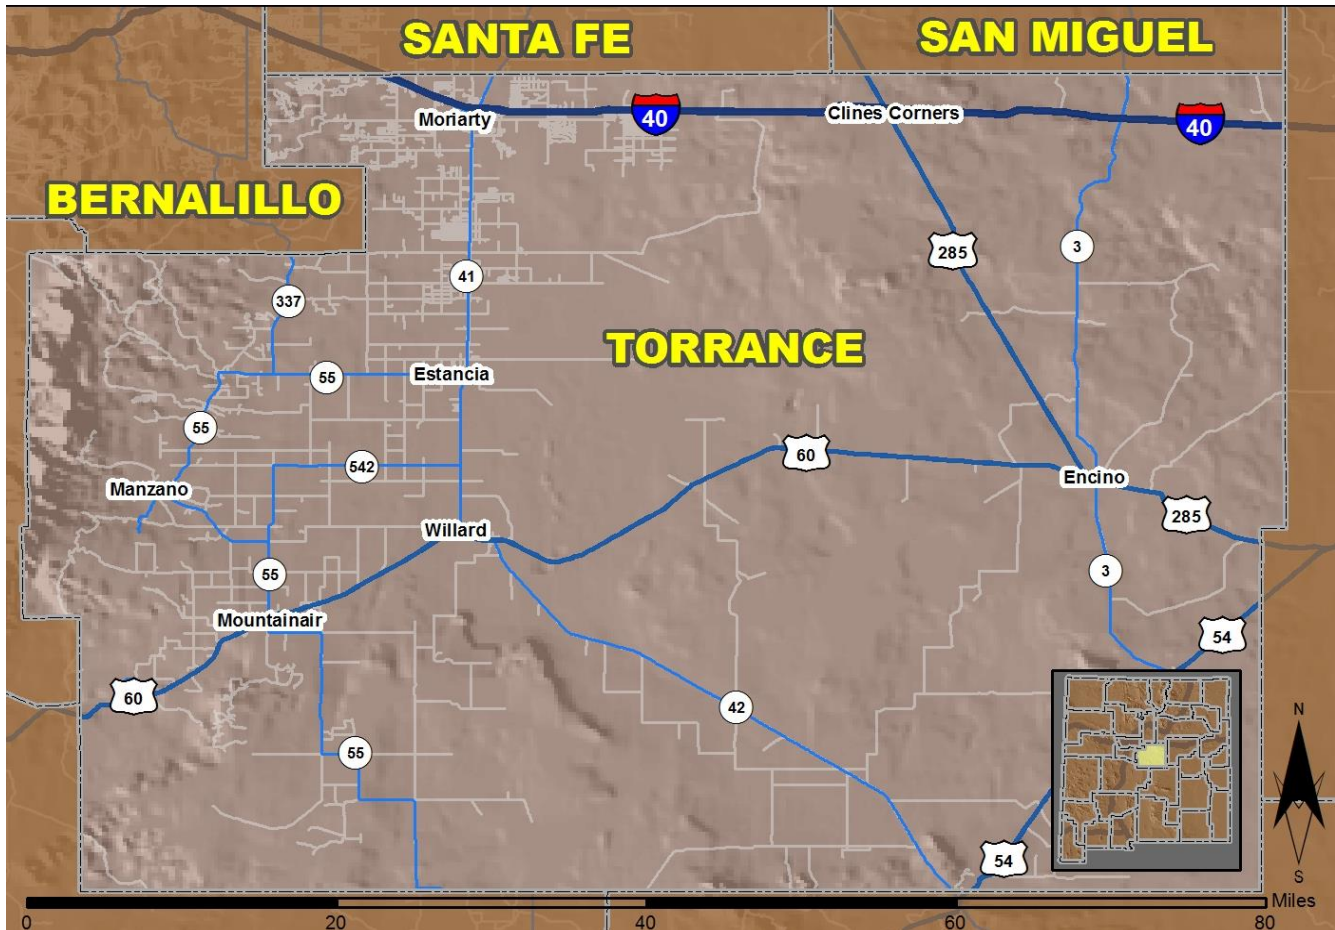 SANTA FE
SAN MIGUEL
Moriarty
40
Clines Corners
40
BERNALILLO
3
285
41
337
TORRANCE
55
Estancia
55
60
542
Encino
Manzano
285
Willard
55
3
Mountainair
54
60
42
N
55
54
S
Miles
0 20 40 60 80